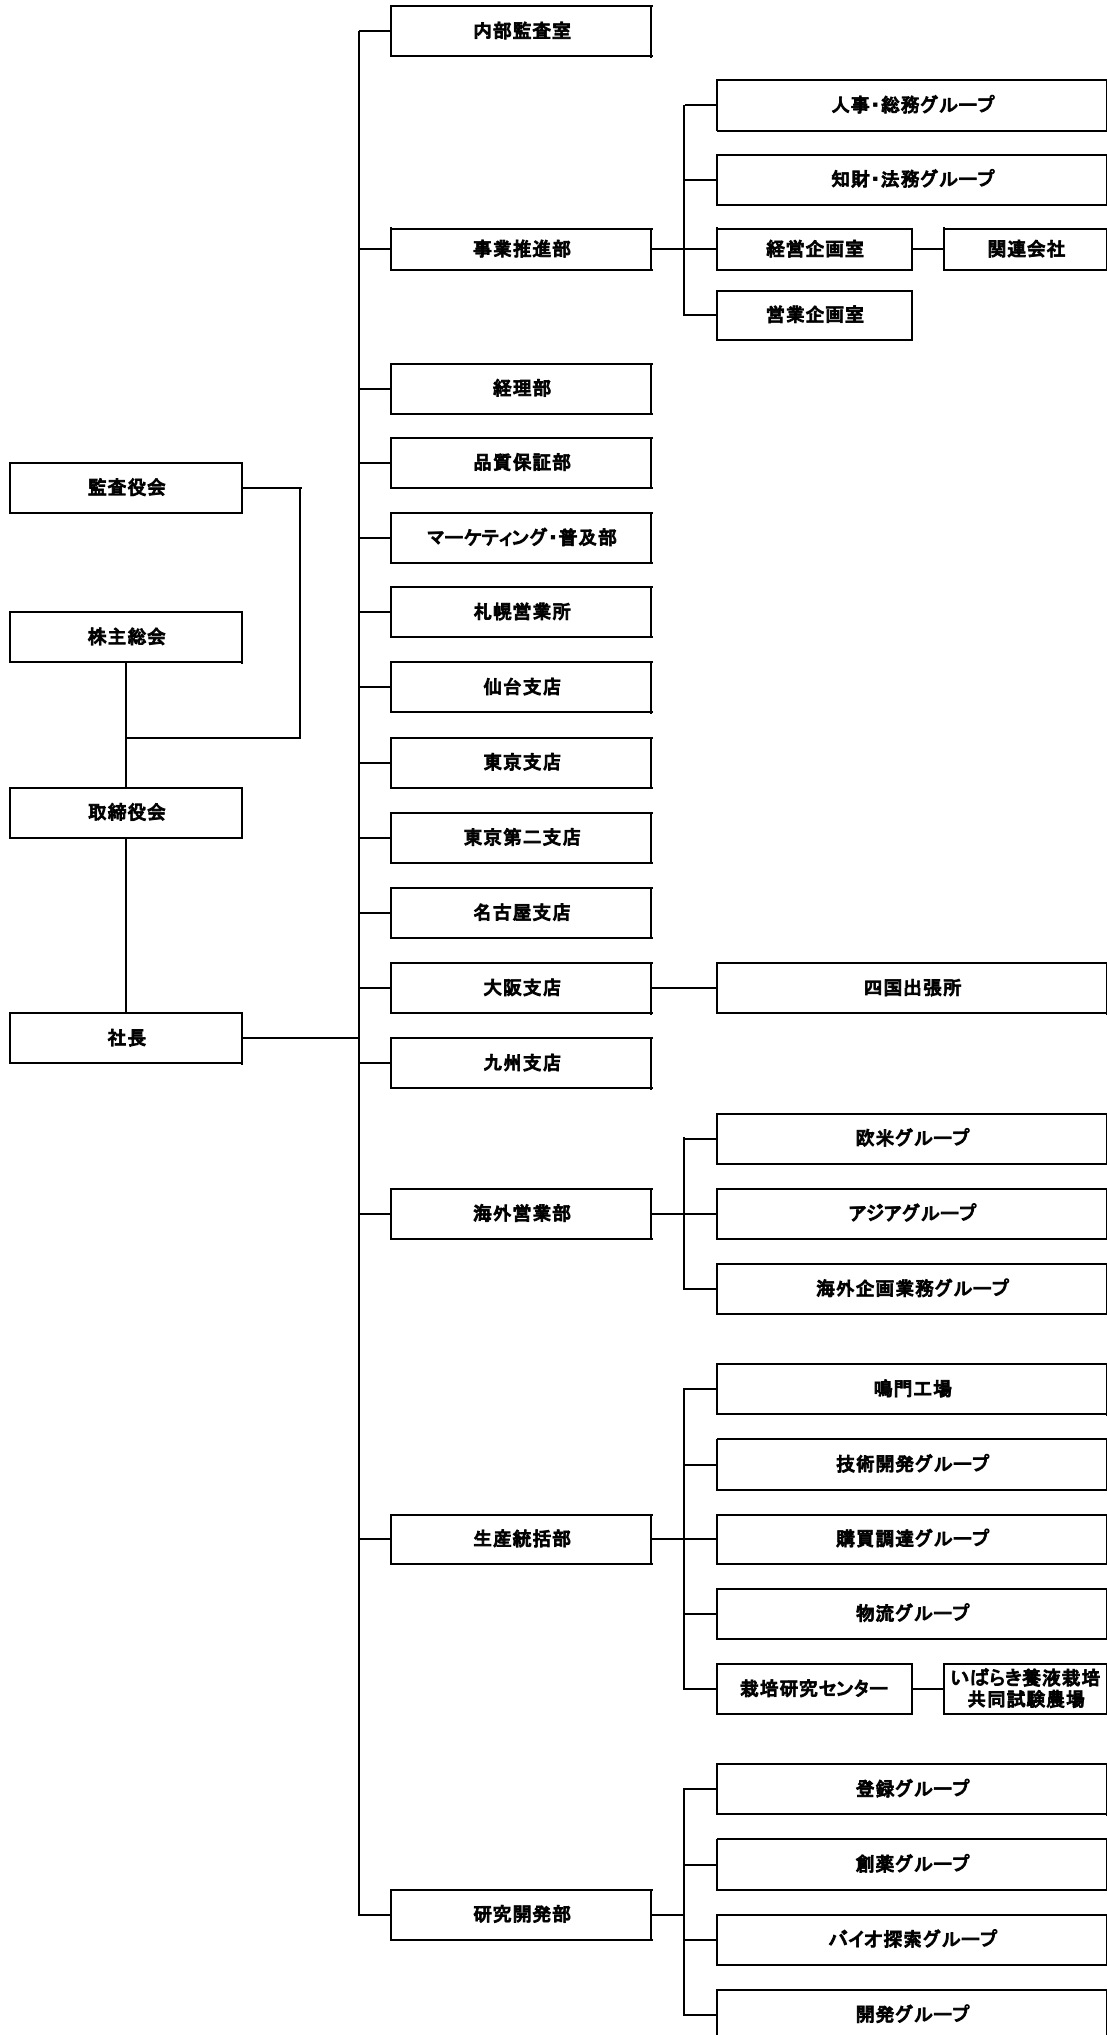 内部監査室
人事・総務グループ
知財・法務グループ
事業推進部
経営企画室
関連会社
営業企画室
経理部
品質保証部
監査役会
マーケティング・普及部
札幌営業所
株主総会
仙台支店
東京支店
取締役会
東京第二支店
名古屋支店
大阪支店
四国出張所
社長
九州支店
欧米グループ
海外営業部
アジアグループ
海外企画業務グループ
鳴門工場
技術開発グループ
生産統括部
購買調達グループ
物流グループ
栽培研究センター
いばらき養液栽培
共同試験農場
登録グループ
創薬グループ
研究開発部
バイオ探索グループ
開発グループ